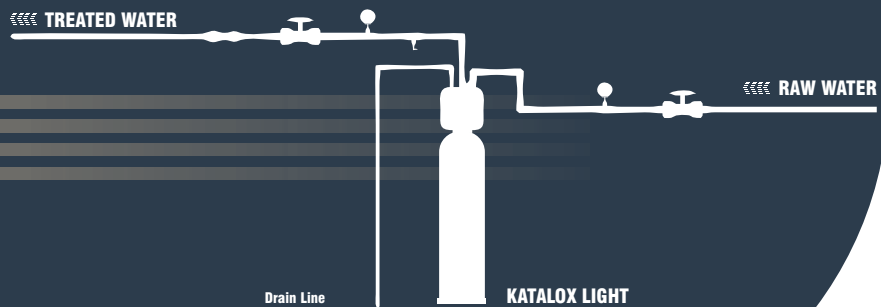 TREATED WATER
RAW WATER
Drain Line
KATALOX LIGHT